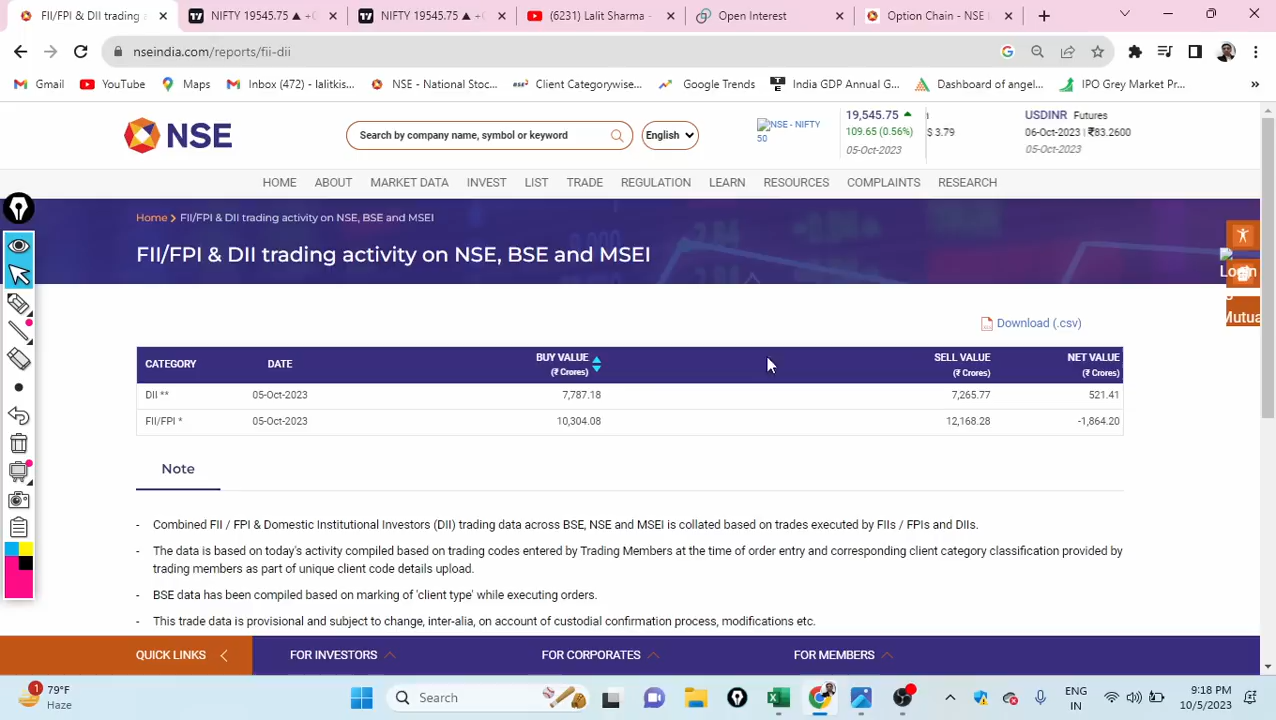 FII/FPI & DII trading activity on
NIFTY 19545.75 ▲ +0
NIFTY 19545.75 ▲ +0
(6231) Lalit Sharma -
Open Interest
Option Chain - NSE
nseindia.com/reports/fii-dii
Gmail
YouTube
Maps
Inbox (472) - lalitkis...
NSE - National Stoc...
Client Categorywise...
Google Trends
India GDP Annual G...
Dashboard of angel...
IPO Grey Market Pr...
NSE
Search by company name, symbol or keyword
English
NSE - NIFTY
50
19,545.75
109.65 (0.56%)
05-Oct-2023
$ 3.79
USDINR Futures
06-Oct-2023 | ₹83.2600
05-Oct-2023
HOME ABOUT MARKET DATA INVEST LIST TRADE REGULATION LEARN RESOURCES COMPLAINTS RESEARCH
Home > FII/FPI & DII trading activity on NSE, BSE and MSEI
FII/FPI & DII trading activity on NSE, BSE and MSEI
Download (.csv)
CATEGORY DATE BUY VALUE (₹ Crores) SELL VALUE (₹ Crores) NET VALUE (₹ Crores)
DII ** 05-Oct-2023 7,787.18 7,265.77 521.41
FII/FPI * 05-Oct-2023 10,304.08 12,168.28 -1,864.20
Note
- Combined FII / FPI & Domestic Institutional Investors (DII) trading data across BSE, NSE and MSEI is collated based on trades executed by FIIs / FPIs and DIIs.
- The data is based on today's activity compiled based on trading codes entered by Trading Members at the time of order entry and corresponding client category classification provided by
trading members as part of unique client code details upload.
- BSE data has been compiled based on marking of 'client type' while executing orders.
- This trade data is provisional and subject to change, inter-alia, on account of custodial confirmation process, modifications etc.
QUICK LINKS FOR INVESTORS FOR CORPORATES FOR MEMBERS
1
79°F
Haze
Search
ENG
IN
9:18 PM
10/5/2023